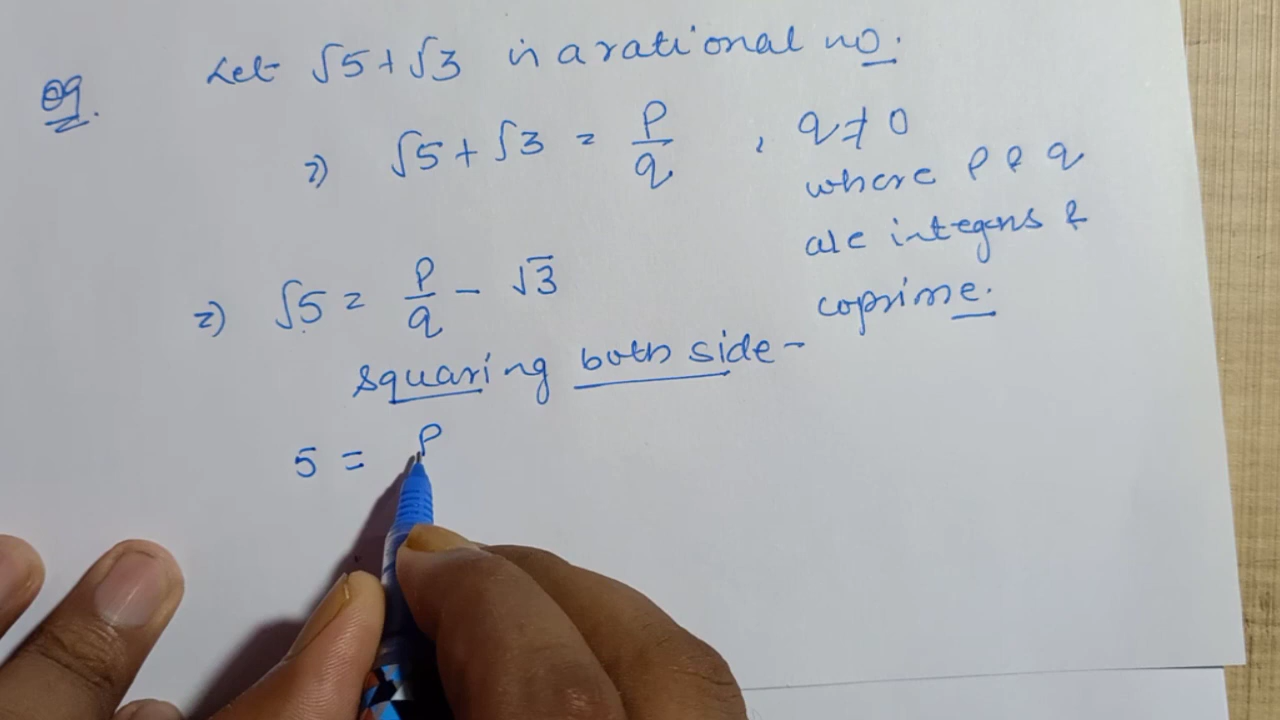 Q9.
Let √5+√3 is a rational no.
⇒) √5+√3 = p/q , q≠0
where p & q
are integers &
coprime.
⇒) √5 = p/q - √3
squaring both side-
5 = p